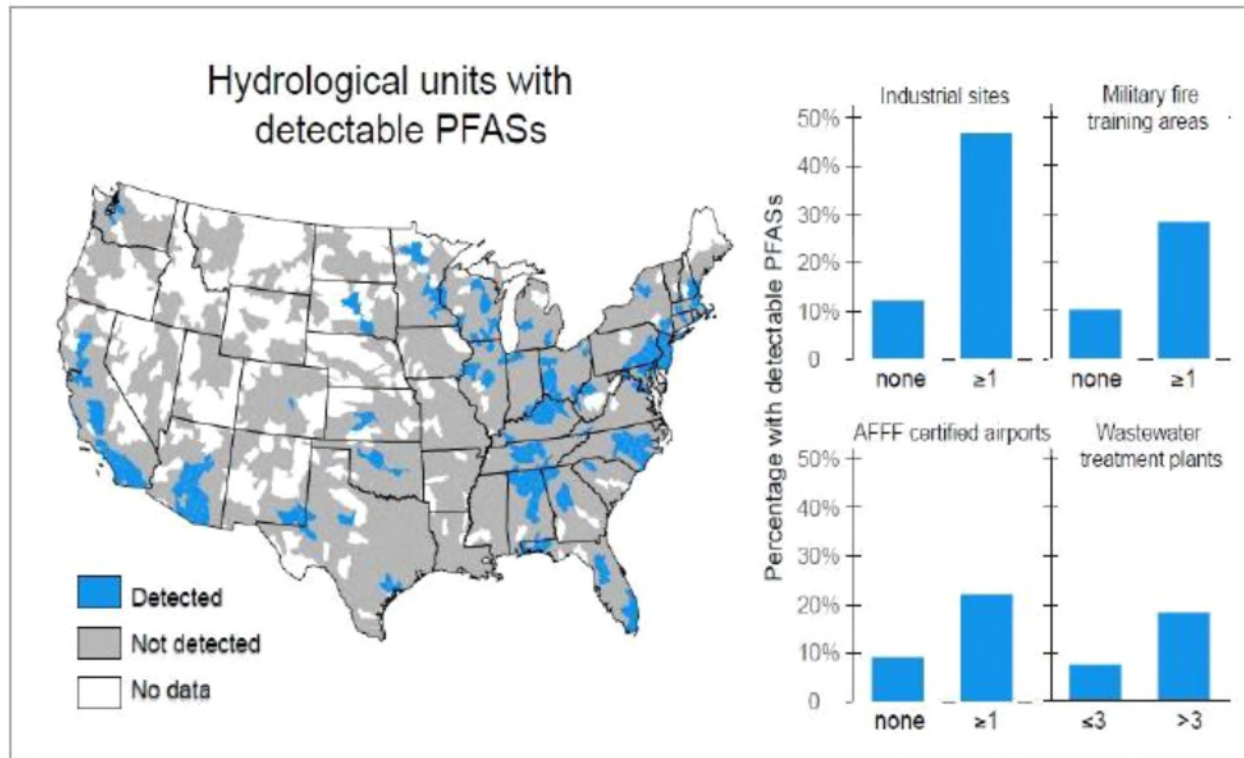 Hydrological units with
detectable PFASs
Detected
Not detected
No data
Percentage with detectable PFASs
Industrial sites
50%
40%
30%
20%
10%
0
none
≥1
Military fire
training areas
none
≥1
AFFF certified airports
50%
40%
30%
20%
10%
0
none
≥1
Wastewater
treatment plants
≤3
>3